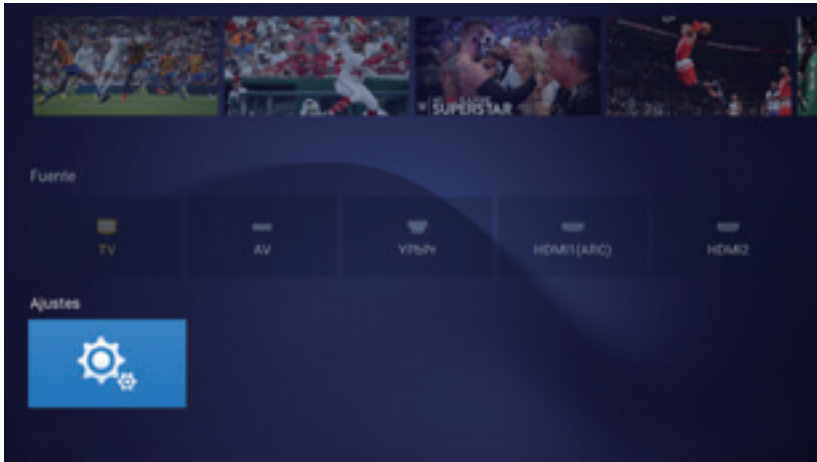 SUPERSTAR
Fuente
TV
AV
YPbPr
HDMI1(ARC)
HDMI2
Ajustes